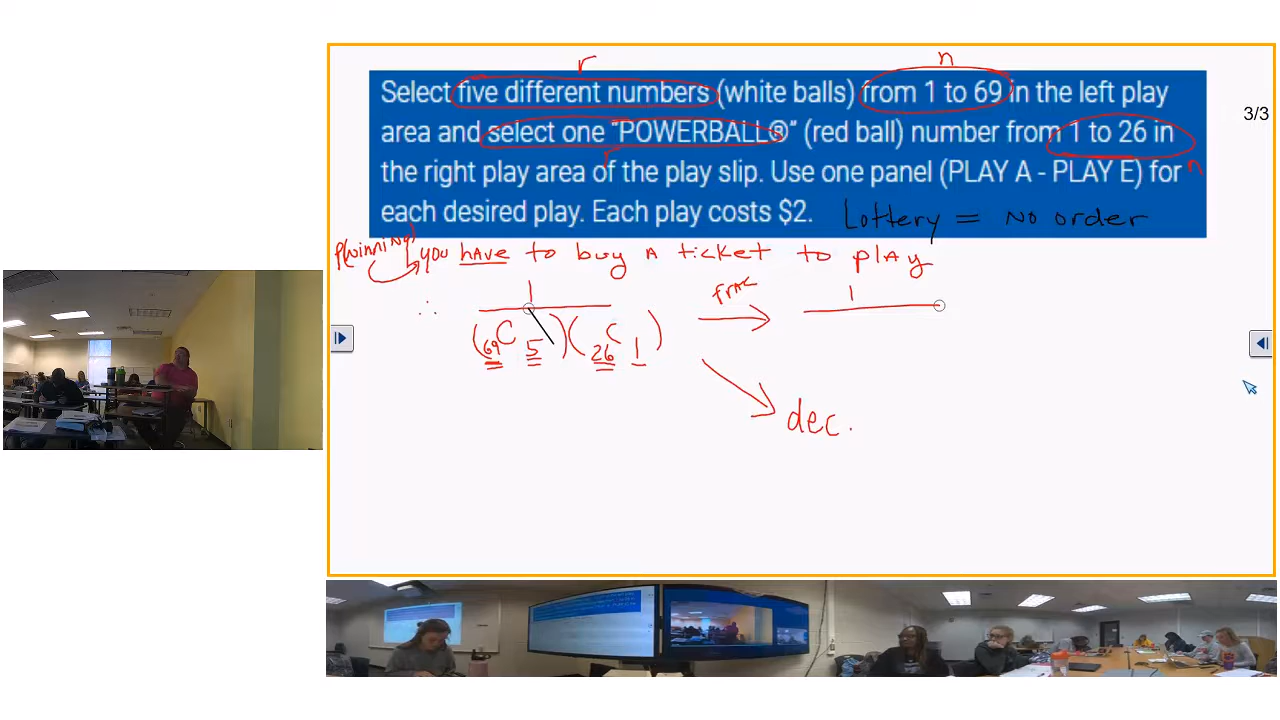 r n
Select five different numbers (white balls) from 1 to 69 in the left play
area and select one "POWERBALL®" (red ball) number from 1 to 26 in
r
the right play area of the play slip. Use one panel (PLAY A - PLAY E) for n
each desired play. Each play costs $2. Lottery = No order
P(winning) you have to buy A ticket to play
∴ 1 frac 1
(69C5)(26C1)
dec.
3/3